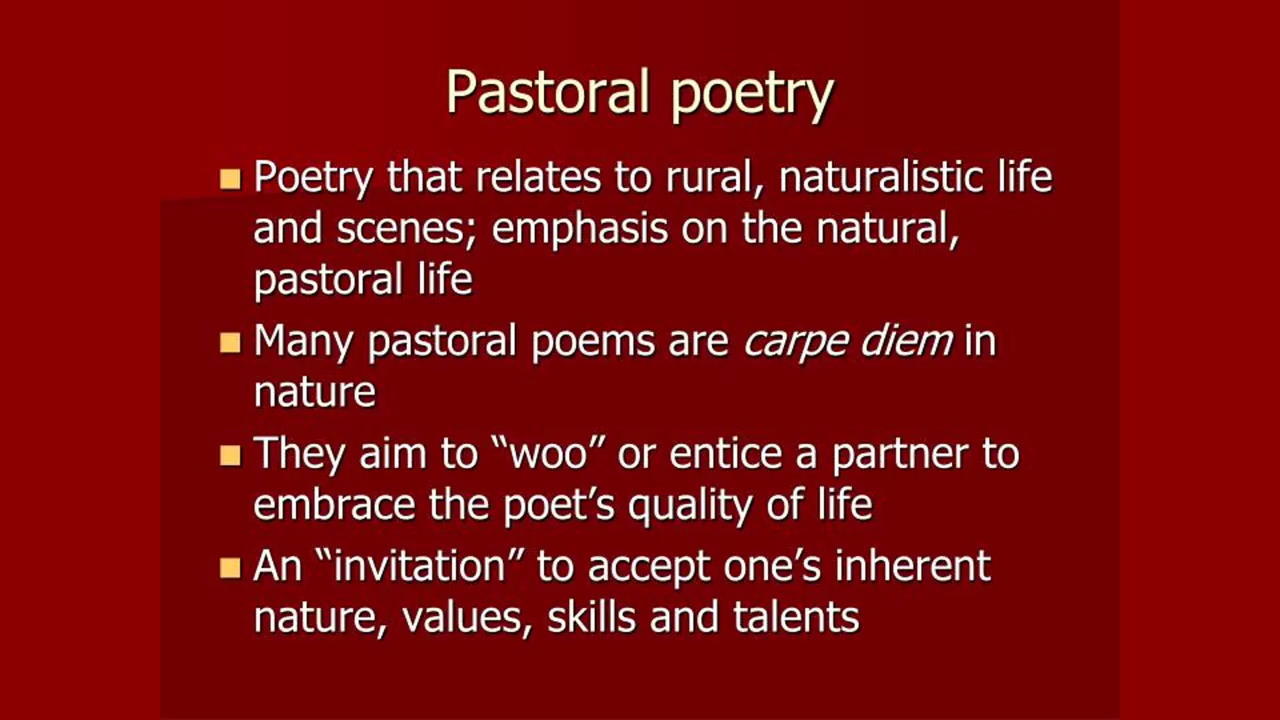 Pastoral poetry
Poetry that relates to rural, naturalistic life
and scenes; emphasis on the natural,
pastoral life
Many pastoral poems are carpe diem in
nature
They aim to “woo” or entice a partner to
embrace the poet’s quality of life
An “invitation” to accept one’s inherent
nature, values, skills and talents